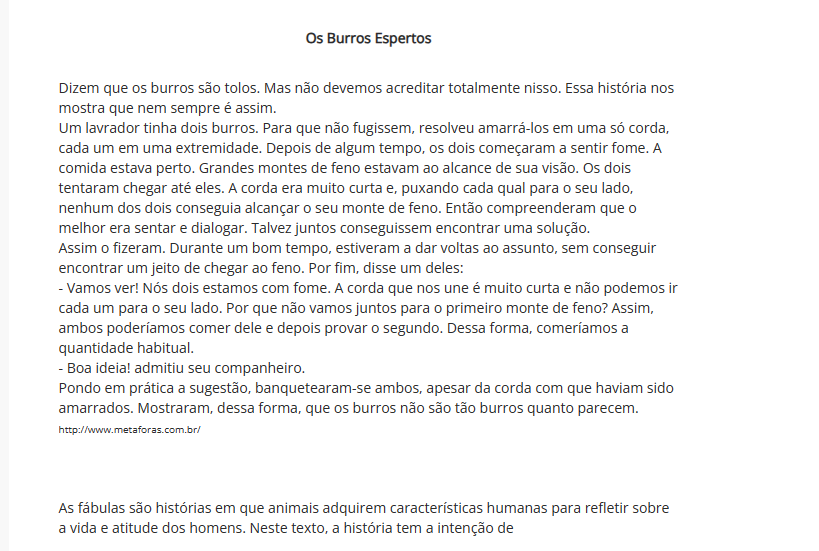 Os Burros Espertos
Dizem que os burros são tolos. Mas não devemos acreditar totalmente nisso. Essa história nos
mostra que nem sempre é assim.
Um lavrador tinha dois burros. Para que não fugissem, resolveu amarrá-los em uma só corda,
cada um em uma extremidade. Depois de algum tempo, os dois começaram a sentir fome. A
comida estava perto. Grandes montes de feno estavam ao alcance de sua visão. Os dois
tentaram chegar até eles. A corda era muito curta e, puxando cada qual para o seu lado,
nenhum dos dois conseguia alcançar o seu monte de feno. Então compreenderam que o
melhor era sentar e dialogar. Talvez juntos conseguissem encontrar uma solução.
Assim o fizeram. Durante um bom tempo, estiveram a dar voltas ao assunto, sem conseguir
encontrar um jeito de chegar ao feno. Por fim, disse um deles:
- Vamos ver! Nós dois estamos com fome. A corda que nos une é muito curta e não podemos ir
cada um para o seu lado. Por que não vamos juntos para o primeiro monte de feno? Assim,
ambos poderíamos comer dele e depois provar o segundo. Dessa forma, comeríamos a
quantidade habitual.
- Boa ideia! admitiu seu companheiro.
Pondo em prática a sugestão, banquetearam-se ambos, apesar da corda com que haviam sido
amarrados. Mostraram, dessa forma, que os burros não são tão burros quanto parecem.
http://www.metaforas.com.br/
As fábulas são histórias em que animais adquirem características humanas para refletir sobre
a vida e atitude dos homens. Neste texto, a história tem a intenção de